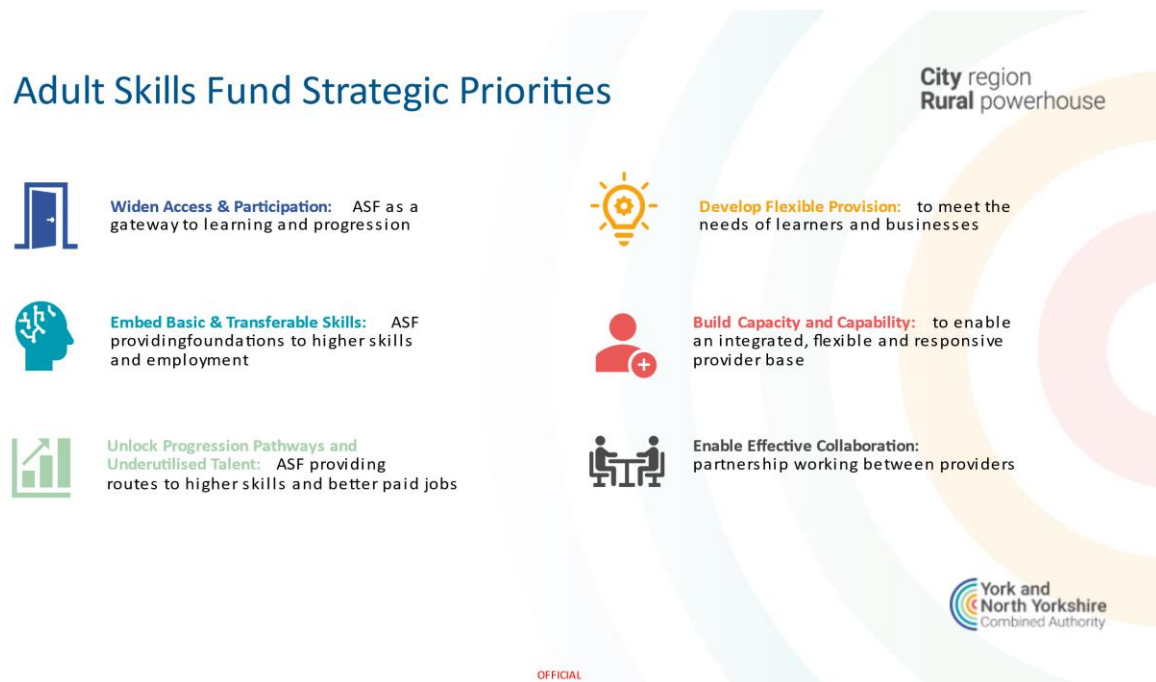 Adult Skills Fund Strategic Priorities
City region
Rural powerhouse
Widen Access & Participation: ASF as a
gateway to learning and progression
Embed Basic & Transferable Skills: ASF
providingfoundations to higher skills
and employment
Unlock Progression Pathways and
Underutilised Talent: ASF providing
routes to higher skills and better paid jobs
Develop Flexible Provision: to meet the
needs of learners and businesses
Build Capacity and Capability: to enable
an integrated, flexible and responsive
provider base
Enable Effective Collaboration:
partnership working between providers
York and
North Yorkshire
Combined Authority
OFFICIAL